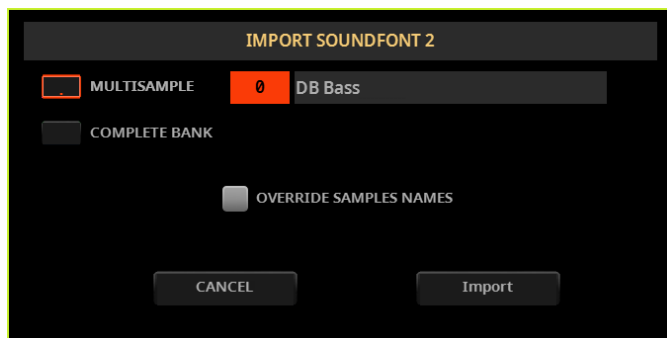 IMPORT SOUNDFONT 2
MULTISAMPLE 0 DB Bass
COMPLETE BANK
OVERRIDE SAMPLES NAMES
CANCEL Import